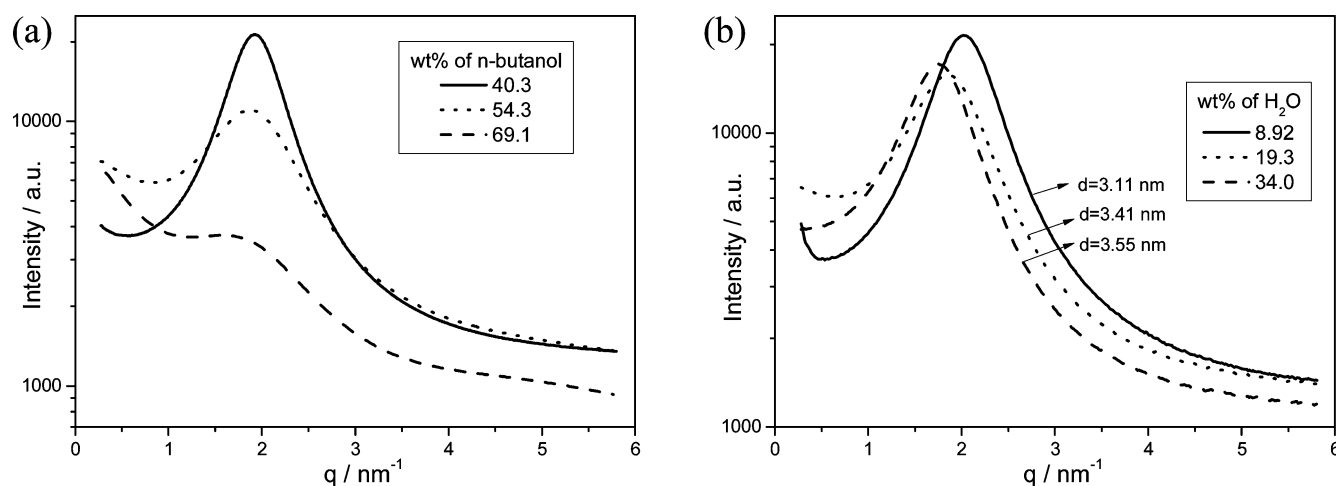 (a)
wt% of n-butanol
40.3
54.3
69.1
10000
1000
Intensity / a.u.
0 1 2 3 4 5 6
q / nm⁻¹
(b)
wt% of H₂O
8.92
19.3
34.0
d=3.11 nm
d=3.41 nm
d=3.55 nm
10000
1000
Intensity / a.u.
0 1 2 3 4 5 6
q / nm⁻¹